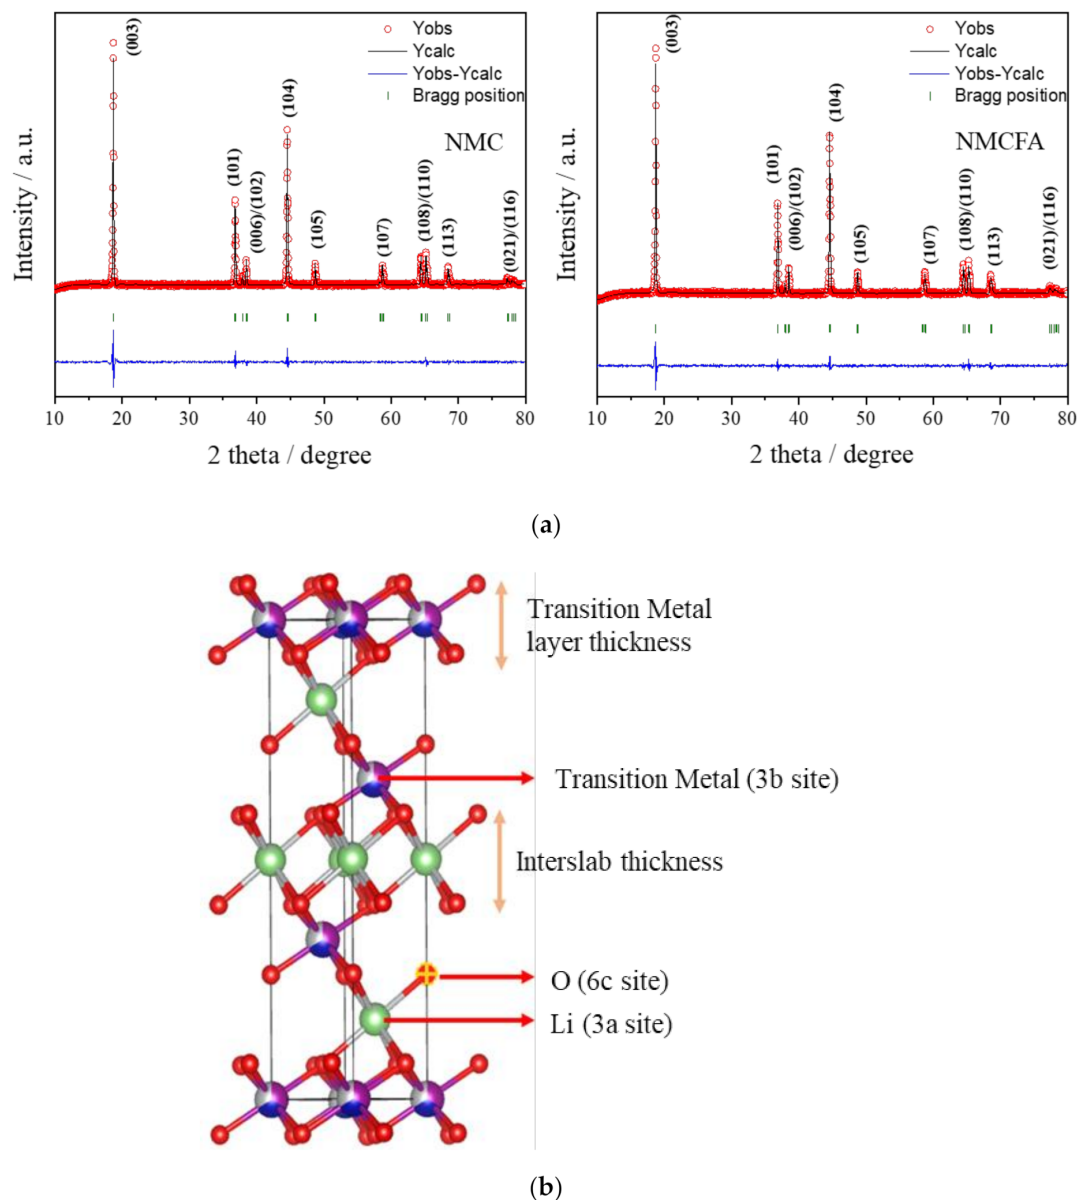 (003)
(101)
(006)/(102)
(104)
(105)
(107)
(108)/(110)
(113)
(021)/(116)
Yobs
Ycalc
Yobs-Ycalc
Bragg position
NMC
Intensity / a.u.
10 20 30 40 50 60 70 80
2 theta / degree
(003)
(101)
(006)/(102)
(104)
(105)
(107)
(108)/(110)
(113)
(021)/(116)
Yobs
Ycalc
Yobs-Ycalc
Bragg position
NMCFA
Intensity / a.u.
10 20 30 40 50 60 70 80
2 theta / degree
(a)
Transition Metal
layer thickness
Transition Metal (3b site)
Interslab thickness
O (6c site)
Li (3a site)
(b)